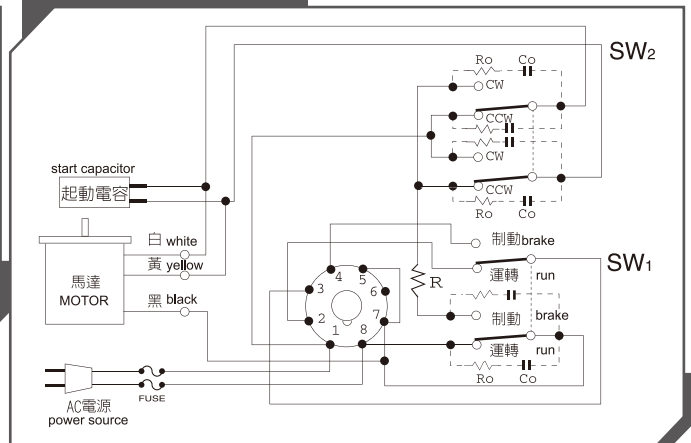 SW2
Ro Co
CW
CCW
CW
CCW
Ro Co
start capacitor
起動電容
白 white
黃 yellow
馬達
MOTOR
黑 black
4 5
3 6
2 7
1 8
R
制動brake
SW1
運轉 run
制動 brake
運轉 run
Ro Co
FUSE
AC電源
power source